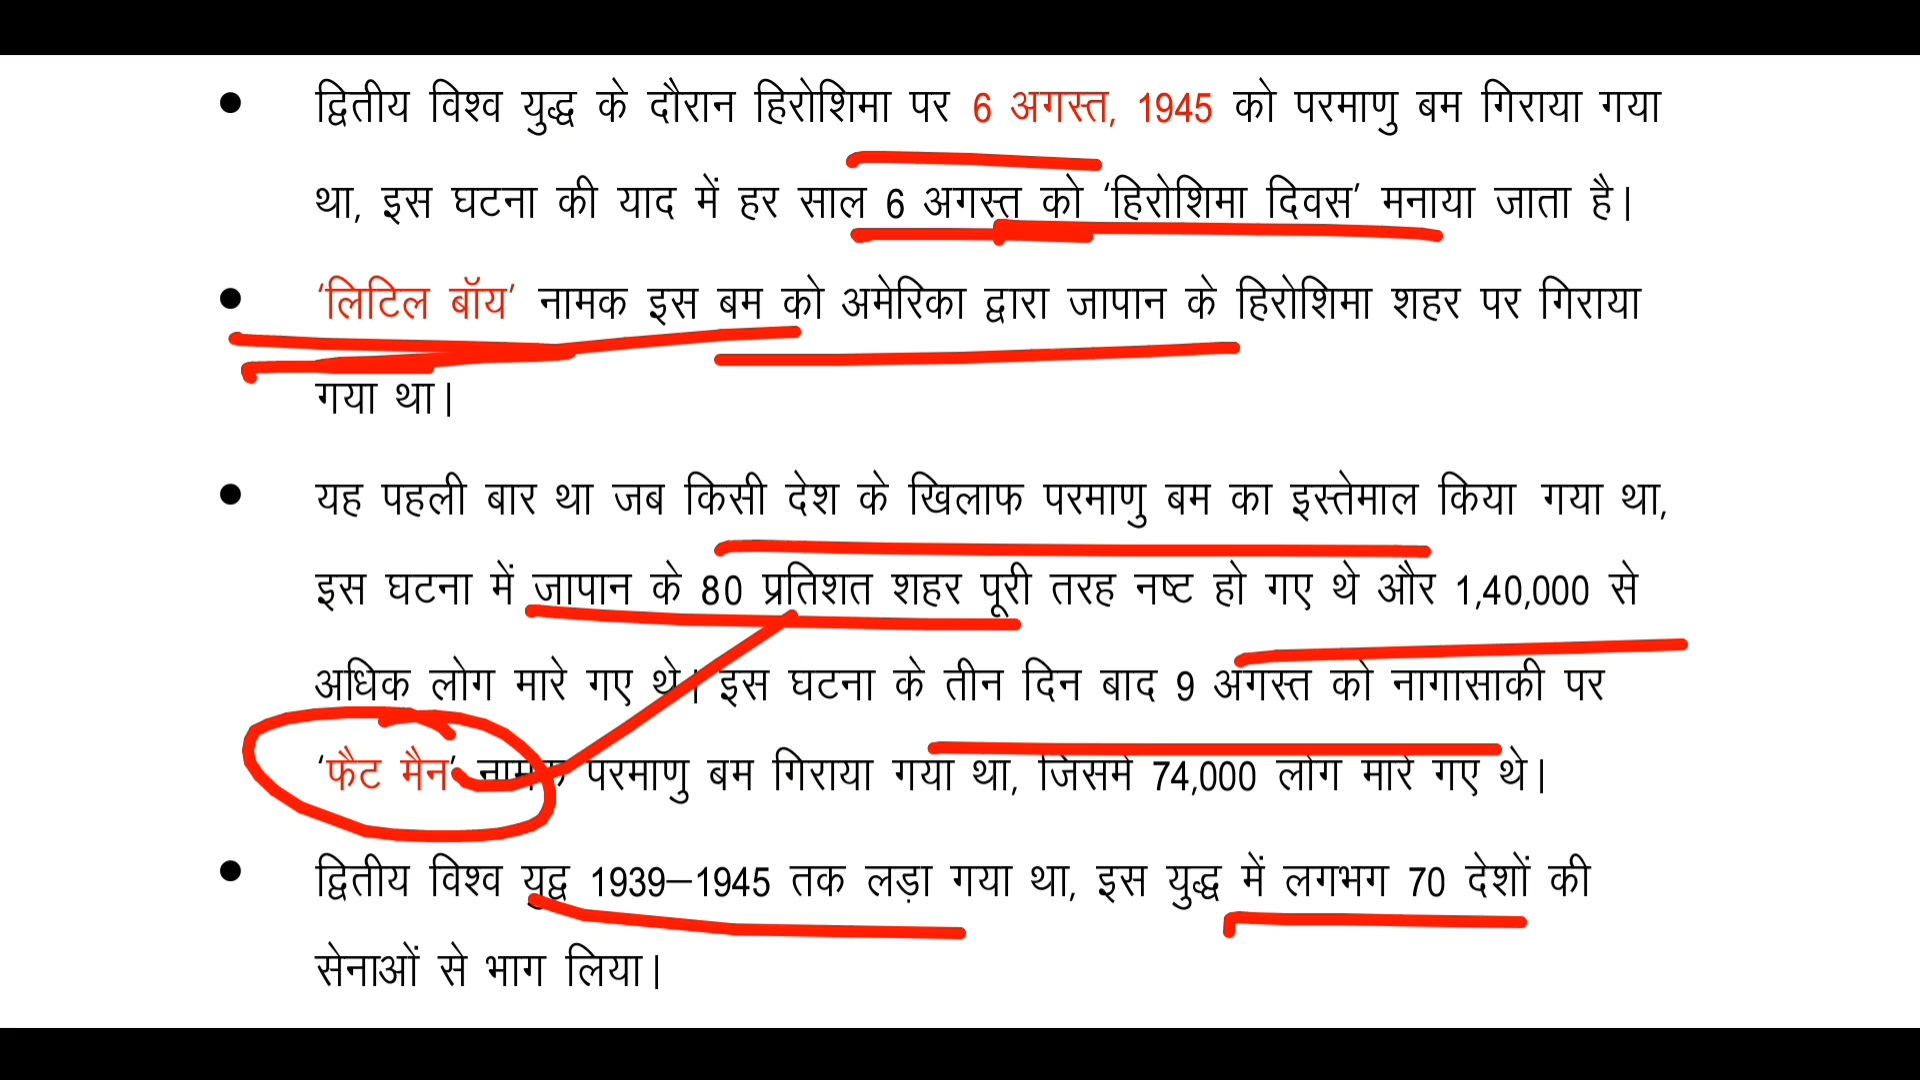 • द्वितीय विश्व युद्ध के दौरान हिरोशिमा पर 6 अगस्त, 1945 को परमाणु बम गिराया गया
था, इस घटना की याद में हर साल 6 अगस्त को ‘हिरोशिमा दिवस’ मनाया जाता है।
• ‘लिटिल बॉय’ नामक इस बम को अमेरिका द्वारा जापान के हिरोशिमा शहर पर गिराया
गया था।
• यह पहली बार था जब किसी देश के खिलाफ परमाणु बम का इस्तेमाल किया गया था,
इस घटना में जापान के 80 प्रतिशत शहर पूरी तरह नष्ट हो गए थे और 1,40,000 से
अधिक लोग मारे गए थे। इस घटना के तीन दिन बाद 9 अगस्त को नागासाकी पर
‘फैट मैन’ नामक परमाणु बम गिराया गया था, जिसमें 74,000 लोग मारे गए थे।
• द्वितीय विश्व युद्व 1939–1945 तक लड़ा गया था, इस युद्ध में लगभग 70 देशों की
सेनाओं से भाग लिया।